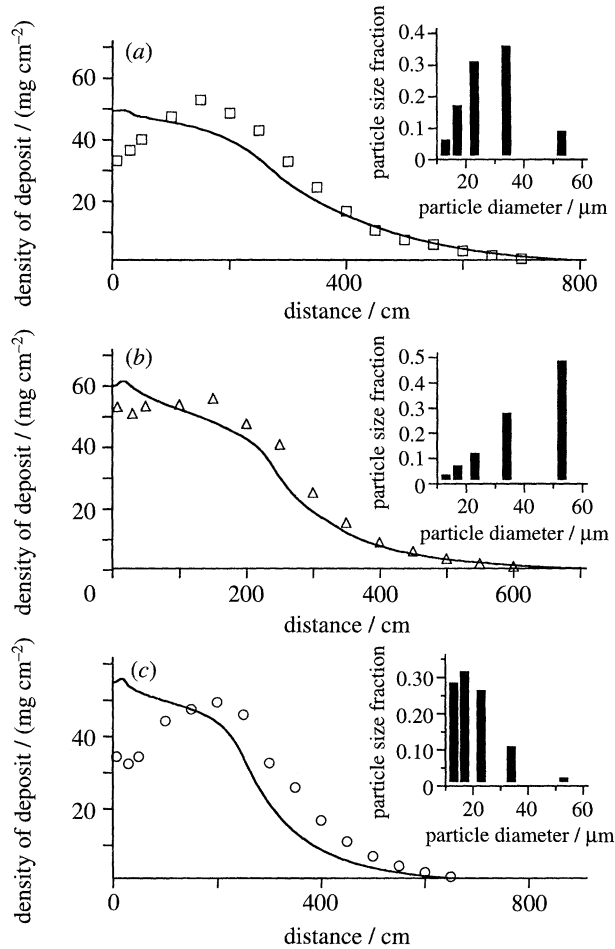 (a)
density of deposit / (mg cm⁻²)
60
40
20
0 400 800
distance / cm
particle size fraction
0.4
0.3
0.2
0.1
0
20 40 60
particle diameter / μm
(b)
density of deposit / (mg cm⁻²)
60
40
20
0 200 400 600
distance / cm
particle size fraction
0.5
0.4
0.3
0.2
0.1
0
20 40 60
particle diameter / μm
(c)
density of deposit / (mg cm⁻²)
40
20
0 400 800
distance / cm
particle size fraction
0.30
0.10
0
20 40 60
particle diameter / μm